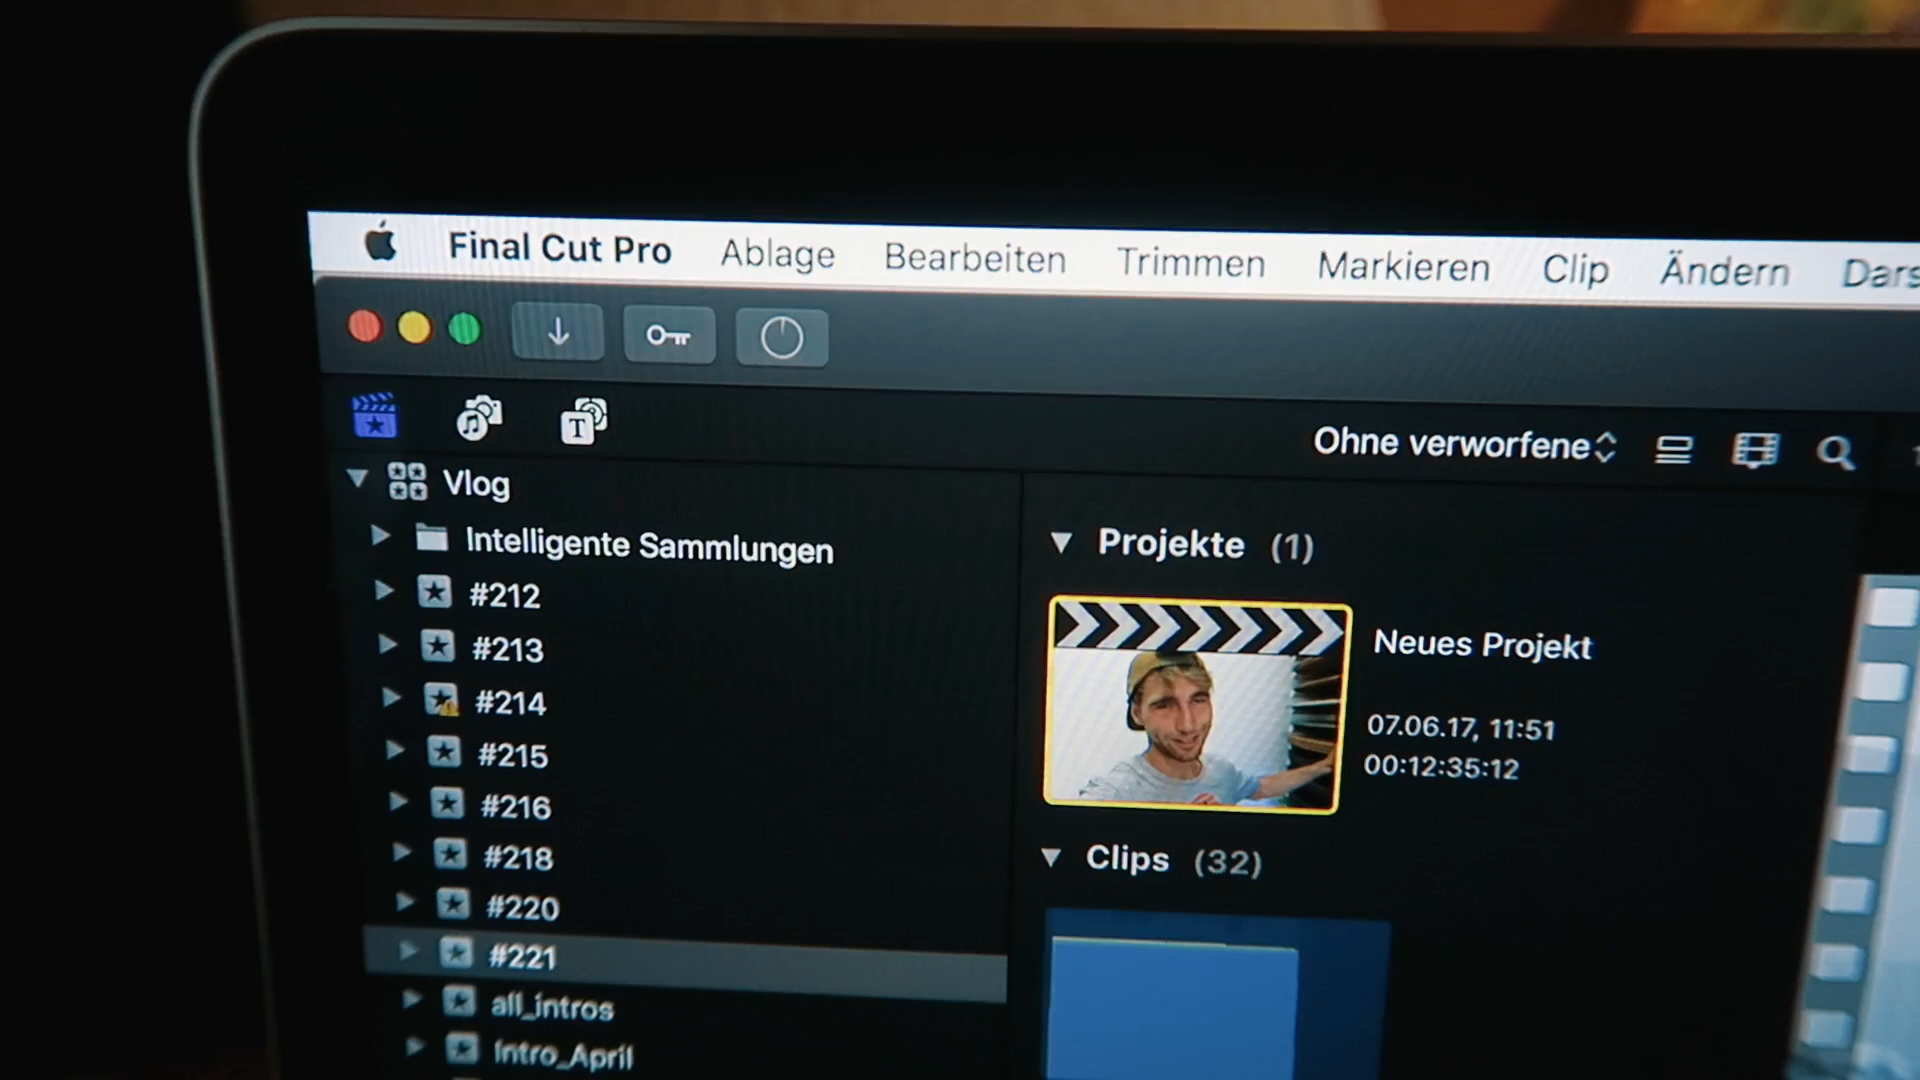 Final Cut Pro Ablage Bearbeiten Trimmen Markieren Clip Ändern Dars
Ohne verworfene
Vlog
Intelligente Sammlungen
#212
#213
#214
#215
#216
#218
#220
#221
all_intros
Intro_April
Projekte (1)
Neues Projekt
07.06.17, 11:51
00:12:35:12
Clips (32)